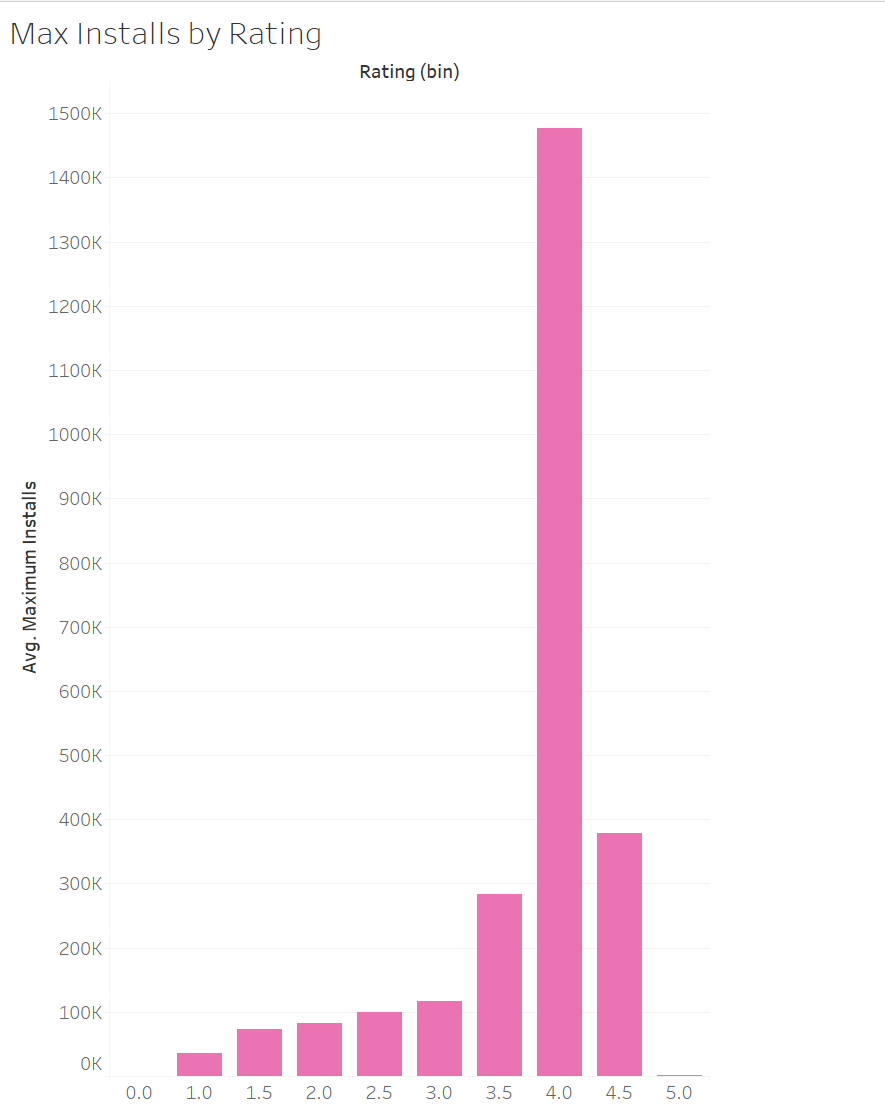 Max Installs by Rating
Rating (bin)
1500K
1400K
1300K
1200K
1100K
1000K
900K
800K
700K
600K
500K
400K
300K
200K
100K
0K
Avg. Maximum Installs
0.0 1.0 1.5 2.0 2.5 3.0 3.5 4.0 4.5 5.0